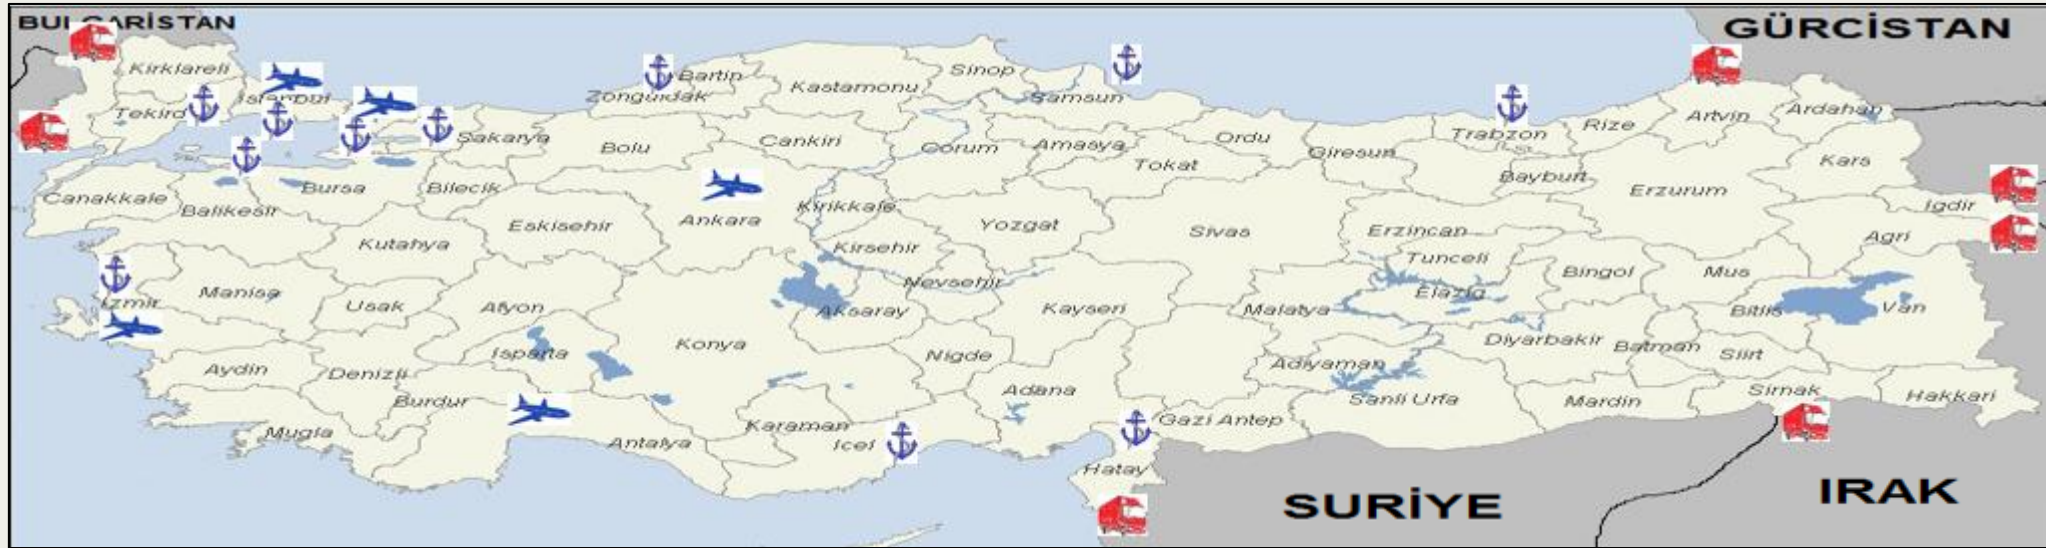 BULGARİSTAN
GÜRCİSTAN
Kirklareli
Istanbul
Tekird
Zonguldak
Bartin
Kastamonu
Sinop
Samsun
Sakarya
Bolu
Cankiri
Corum
Amasya
Tokat
Ordu
Giresun
Trabzon
Rize
Artvin
Ardahan
Kars
Bayburt
Erzurum
Igdir
Canakkale
Balikesir
Bursa
Bilecik
Eskisehir
Ankara
Kirikkale
Yozgat
Sivas
Erzincan
Agri
Kutahya
Kirsehir
Tunceli
Bingol
Mus
Izmir
Manisa
Usak
Afyon
Nevsehir
Aksaray
Kayseri
Malatya
Elazig
Bitlis
Van
Konya
Isparta
Nigde
Diyarbakir
Batman
Siirt
Aydin
Denizli
Burdur
Adana
Adiyaman
Sanli Urfa
Mardin
Sirnak
Hakkari
Mugla
Antalya
Karaman
Icel
Gazi Antep
Hatay
SURİYE
IRAK